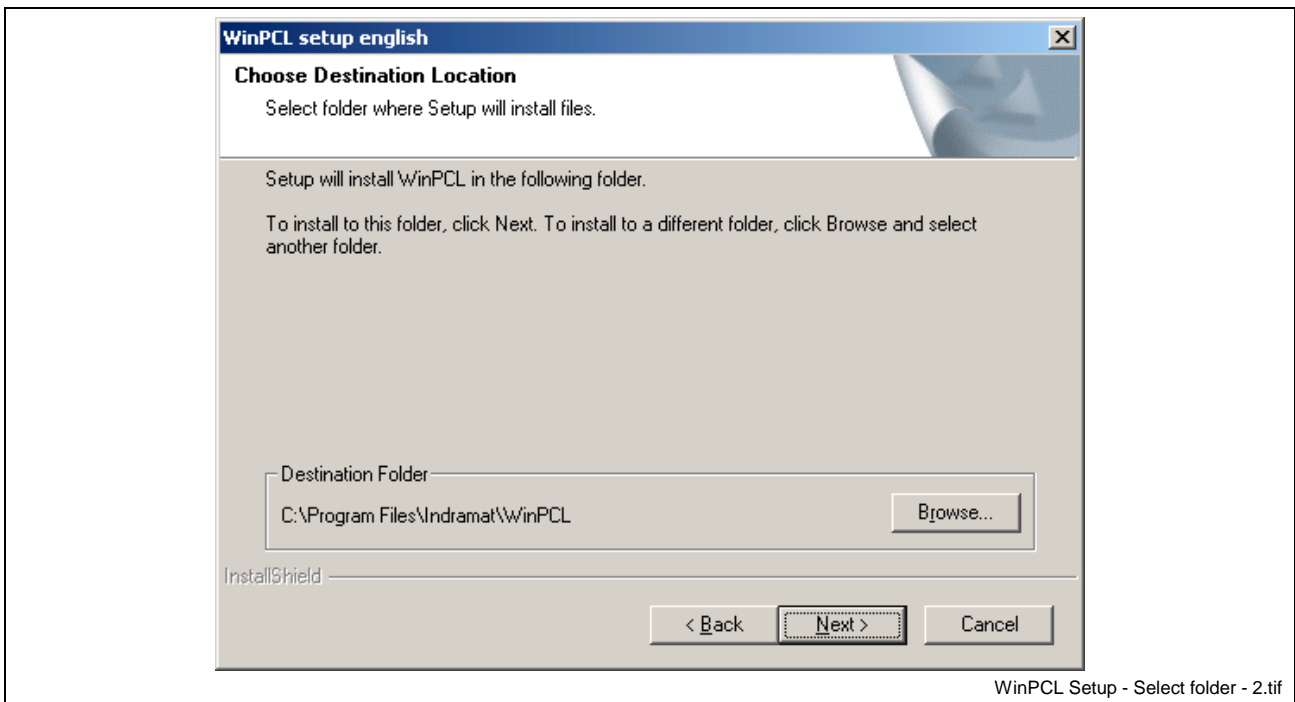 WinPCL setup english
Choose Destination Location
Select folder where Setup will install files.
Setup will install WinPCL in the following folder.
To install to this folder, click Next. To install to a different folder, click Browse and select
another folder.
Destination Folder
C:\Program Files\Indramat\WinPCL
Browse...
InstallShield
< Back
Next >
Cancel
WinPCL Setup - Select folder - 2.tif